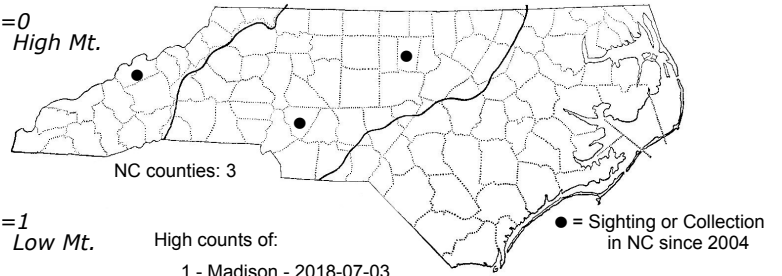 =0
High Mt.
NC counties: 3
=1
Low Mt.
High counts of:
1 - Madison - 2018-07-03
● = Sighting or Collection
in NC since 2004